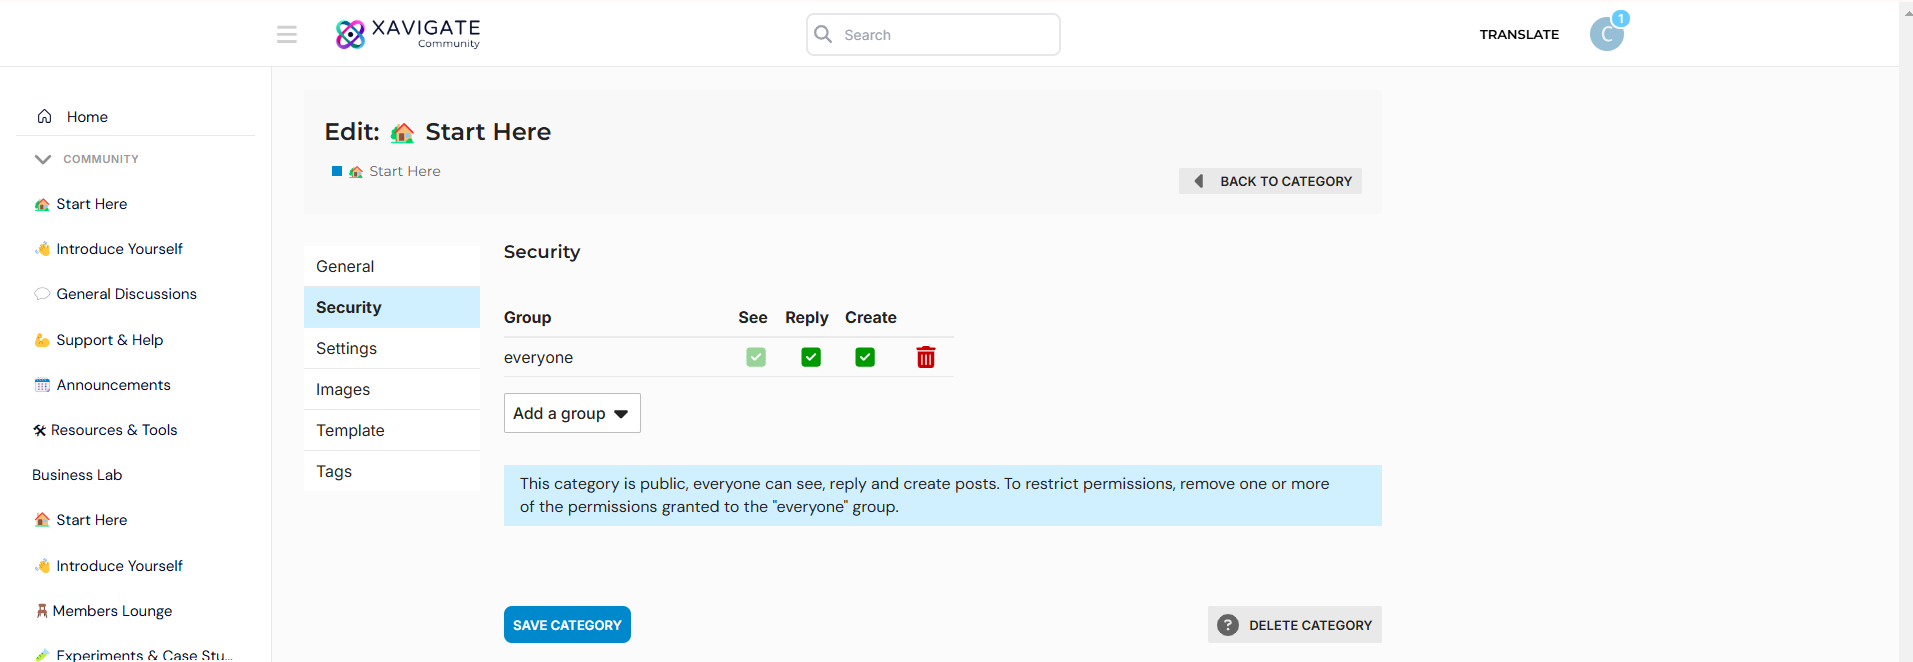 XAVIGATE
Community
Search
TRANSLATE
C
1
Home
COMMUNITY
Start Here
Introduce Yourself
General Discussions
Support & Help
Announcements
Resources & Tools
Business Lab
Start Here
Introduce Yourself
Members Lounge
Experiments & Case Stu...
Edit: Start Here
Start Here
BACK TO CATEGORY
General
Security
Settings
Images
Template
Tags
Security
Group See Reply Create
everyone
Add a group
This category is public, everyone can see, reply and create posts. To restrict permissions, remove one or more
of the permissions granted to the "everyone" group.
SAVE CATEGORY
? DELETE CATEGORY